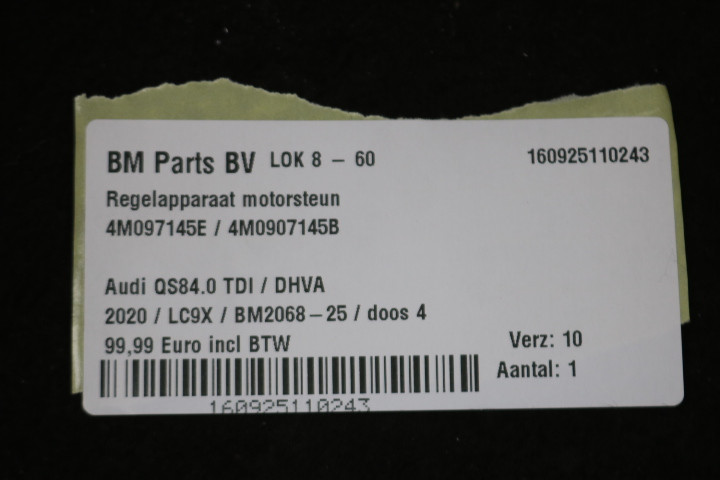 BM Parts BV LOK 8 – 60 160925110243
Regelapparaat motorsteun
4M097145E / 4M0907145B
Audi QS84.0 TDI / DHVA
2020 / LC9X / BM2068–25 / doos 4
99,99 Euro incl BTW Verz: 10
Aantal: 1
160925110243